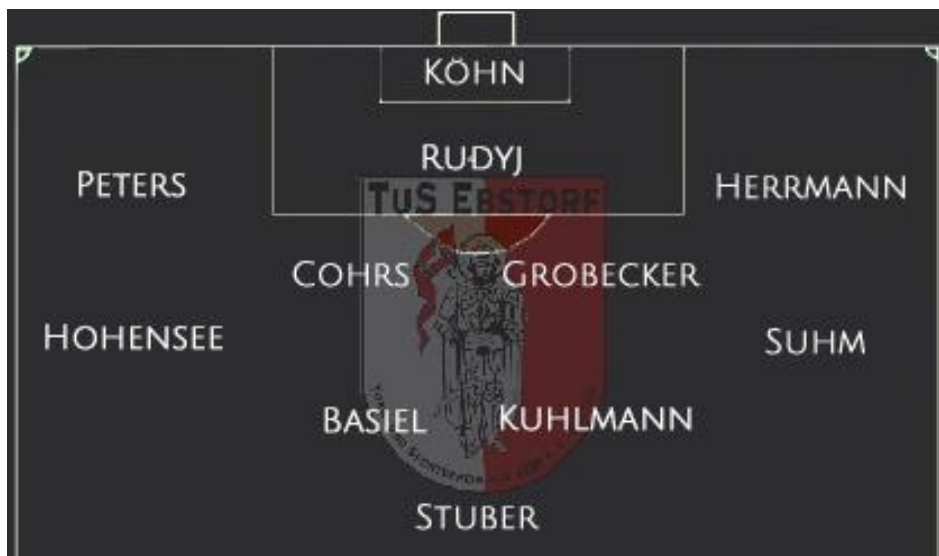 KÖHN
RUDYJ
PETERS
HERRMANN
TUS EBSTORF
COHRS GROBECKER
HOHENSEE
SUHM
BASIEL KUHLMANN
STUBER